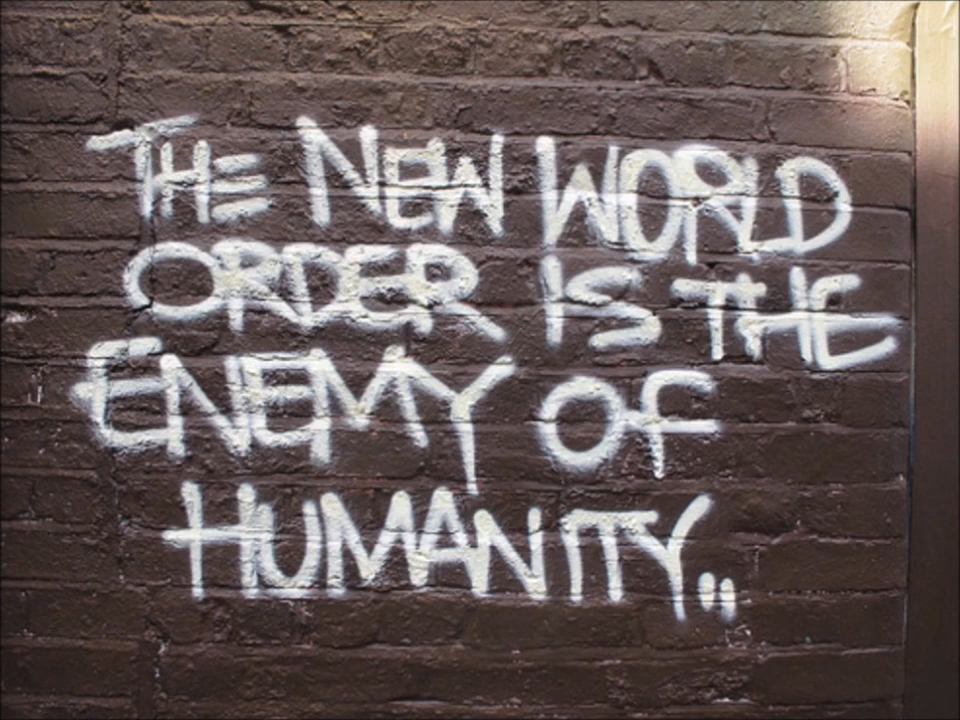 THE NEW WORLD
ORDER IS THE
ENEMY OF
HUMANITY..